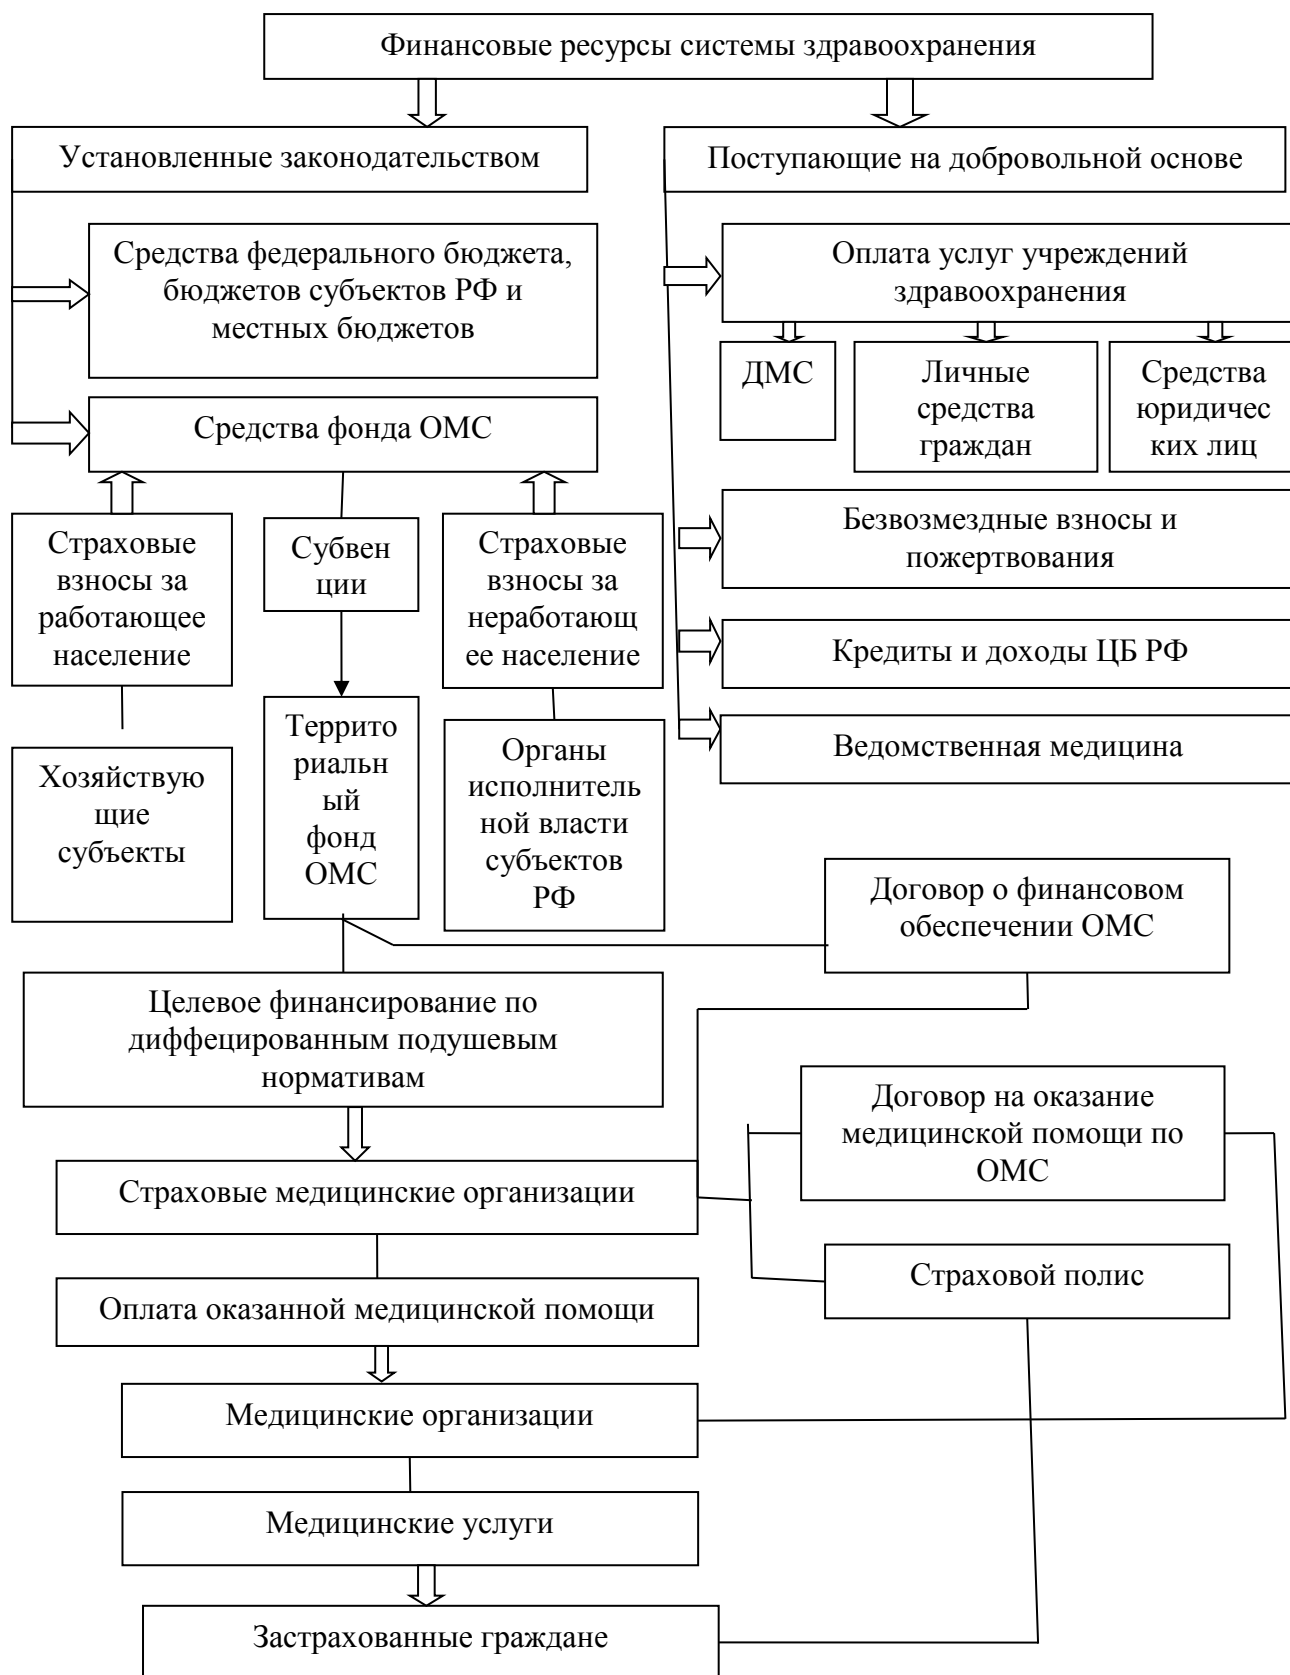 Финансовые ресурсы системы здравоохранения
Установленные законодательством
Поступающие на добровольной основе
Средства федерального бюджета,
бюджетов субъектов РФ и
местных бюджетов
Оплата услуг учреждений
здравоохранения
ДМС
Личные
средства
граждан
Средства
юридичес
ких лиц
Средства фонда ОМС
Безвозмездные взносы и
пожертвования
Страховые
взносы за
работающее
население
Субвен
ции
Страховые
взносы за
неработающ
ее население
Кредиты и доходы ЦБ РФ
Ведомственная медицина
Хозяйствую
щие
субъекты
Террито
риальн
ый
фонд
ОМС
Органы
исполнитель
ной власти
субъектов
РФ
Договор о финансовом
обеспечении ОМС
Целевое финансирование по
диффецированным подушевым
нормативам
Договор на оказание
медицинской помощи по
ОМС
Страховые медицинские организации
Страховой полис
Оплата оказанной медицинской помощи
Медицинские организации
Медицинские услуги
Застрахованные граждане